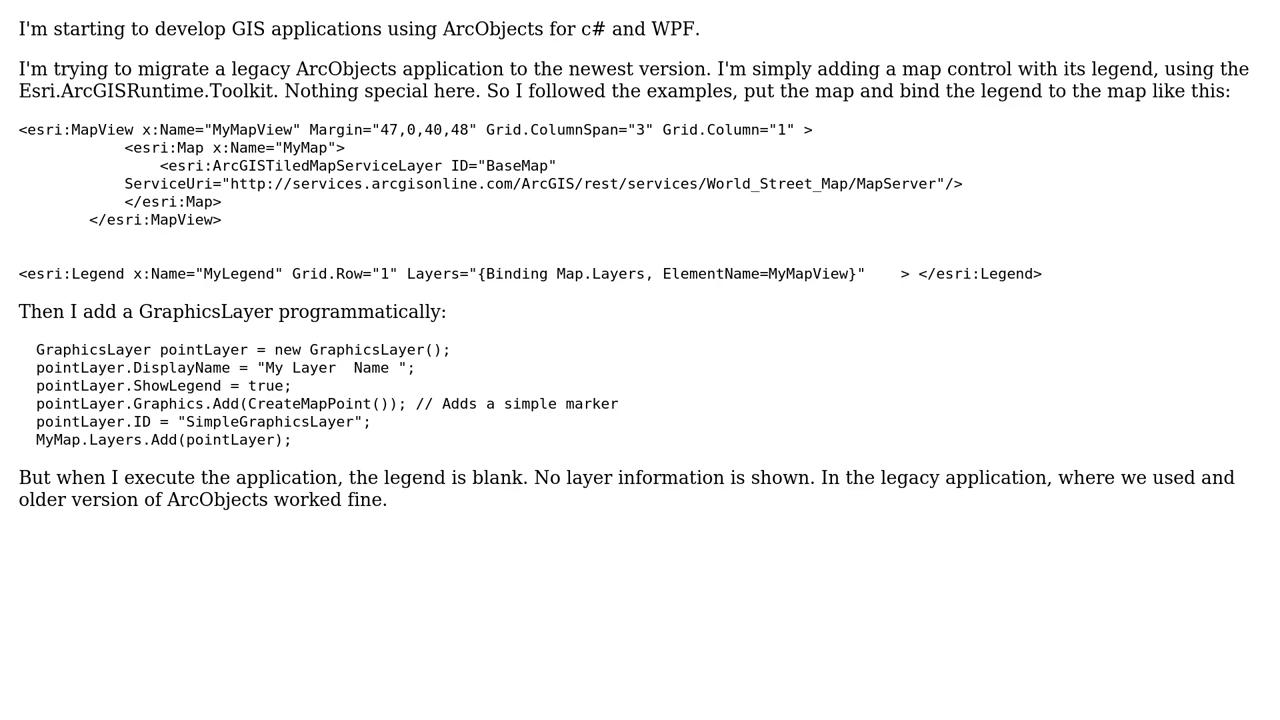 I'm starting to develop GIS applications using ArcObjects for c# and WPF.
I'm trying to migrate a legacy ArcObjects application to the newest version. I'm simply adding a map control with its legend, using the
Esri.ArcGISRuntime.Toolkit. Nothing special here. So I followed the examples, put the map and bind the legend to the map like this:
<esri:MapView x:Name="MyMapView" Margin="47,0,40,48" Grid.ColumnSpan="3" Grid.Column="1" >
            <esri:Map x:Name="MyMap">
                <esri:ArcGISTiledMapServiceLayer ID="BaseMap"
            ServiceUri="http://services.arcgisonline.com/ArcGIS/rest/services/World_Street_Map/MapServer"/>
            </esri:Map>
        </esri:MapView>
<esri:Legend x:Name="MyLegend" Grid.Row="1" Layers="{Binding Map.Layers, ElementName=MyMapView}"    > </esri:Legend>
Then I add a GraphicsLayer programmatically:
  GraphicsLayer pointLayer = new GraphicsLayer();
  pointLayer.DisplayName = "My Layer  Name ";
  pointLayer.ShowLegend = true;
  pointLayer.Graphics.Add(CreateMapPoint()); // Adds a simple marker
  pointLayer.ID = "SimpleGraphicsLayer";
  MyMap.Layers.Add(pointLayer);
But when I execute the application, the legend is blank. No layer information is shown. In the legacy application, where we used and
older version of ArcObjects worked fine.